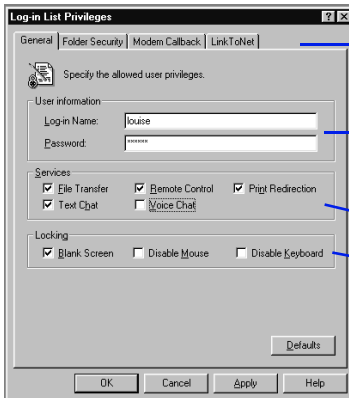 Log-in List Privileges
General Folder Security Modem Callback LinkToNet
Specify the allowed user privileges.
User information
Log-in Name: louise
Password: ******
Services
File Transfer Remote Control Print Redirection
Text Chat Voice Chat
Locking
Blank Screen Disable Mouse Disable Keyboard
Defaults
OK Cancel Apply Help